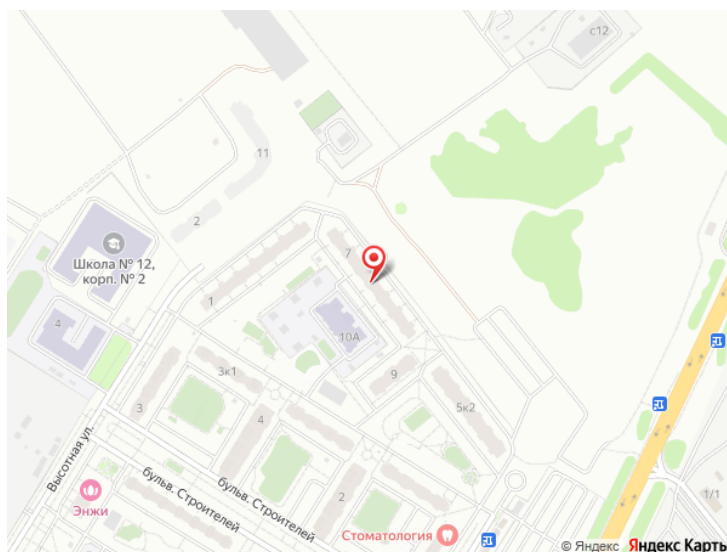 с12
11
2
Школа № 12,
корп. № 2
7
1
4
10А
3к1
9
3
4
5к2
Высотная ул.
бульв. Строителей
бульв. Строителей
2
1/1
Энжи
Стоматология
© Яндекс Яндекс Карты